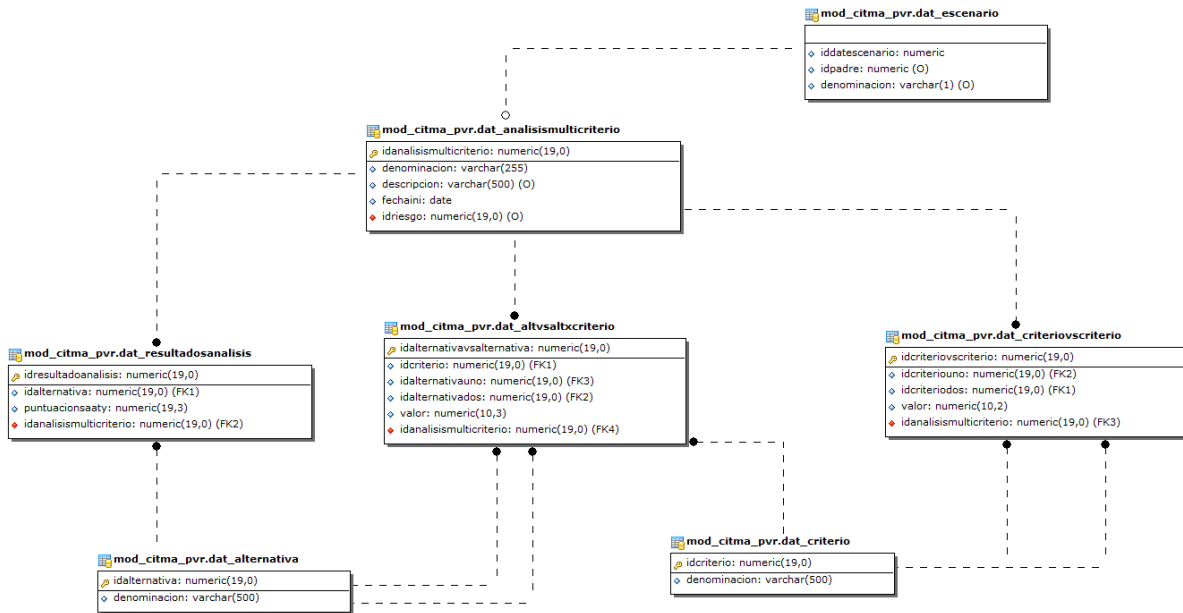 mod_citma_pvr.dat_escenario
iddatescenario: numeric
idpadre: numeric (O)
denominacion: varchar(1) (O)
mod_citma_pvr.dat_analisismulticriterio
idanalisismulticriterio: numeric(19,0)
denominacion: varchar(255)
descripcion: varchar(500) (O)
fechaini: date
idriesgo: numeric(19,0) (O)
mod_citma_pvr.dat_resultadosanalisis
idresultadoanalisis: numeric(19,0)
idalternativa: numeric(19,0) (FK1)
puntuacionsaaty: numeric(19,3)
idanalisismulticriterio: numeric(19,0) (FK2)
mod_citma_pvr.dat_altvsaltxcriterio
idalternativavsalternativa: numeric(19,0)
idcriterio: numeric(19,0) (FK1)
idalternativauno: numeric(19,0) (FK3)
idalternativados: numeric(19,0) (FK2)
valor: numeric(10,3)
idanalisismulticriterio: numeric(19,0) (FK4)
mod_citma_pvr.dat_criteriovscriterio
idcriteriovscriterio: numeric(19,0)
idcriteriouno: numeric(19,0) (FK2)
idcriteriodos: numeric(19,0) (FK1)
valor: numeric(10,2)
idanalisismulticriterio: numeric(19,0) (FK3)
mod_citma_pvr.dat_alternativa
idalternativa: numeric(19,0)
denominacion: varchar(500)
mod_citma_pvr.dat_criterio
idcriterio: numeric(19,0)
denominacion: varchar(500)